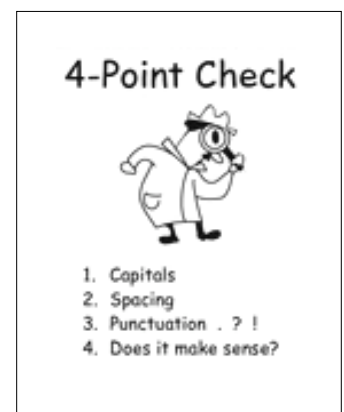 4-Point Check
1. Capitals
2. Spacing
3. Punctuation . ? !
4. Does it make sense?